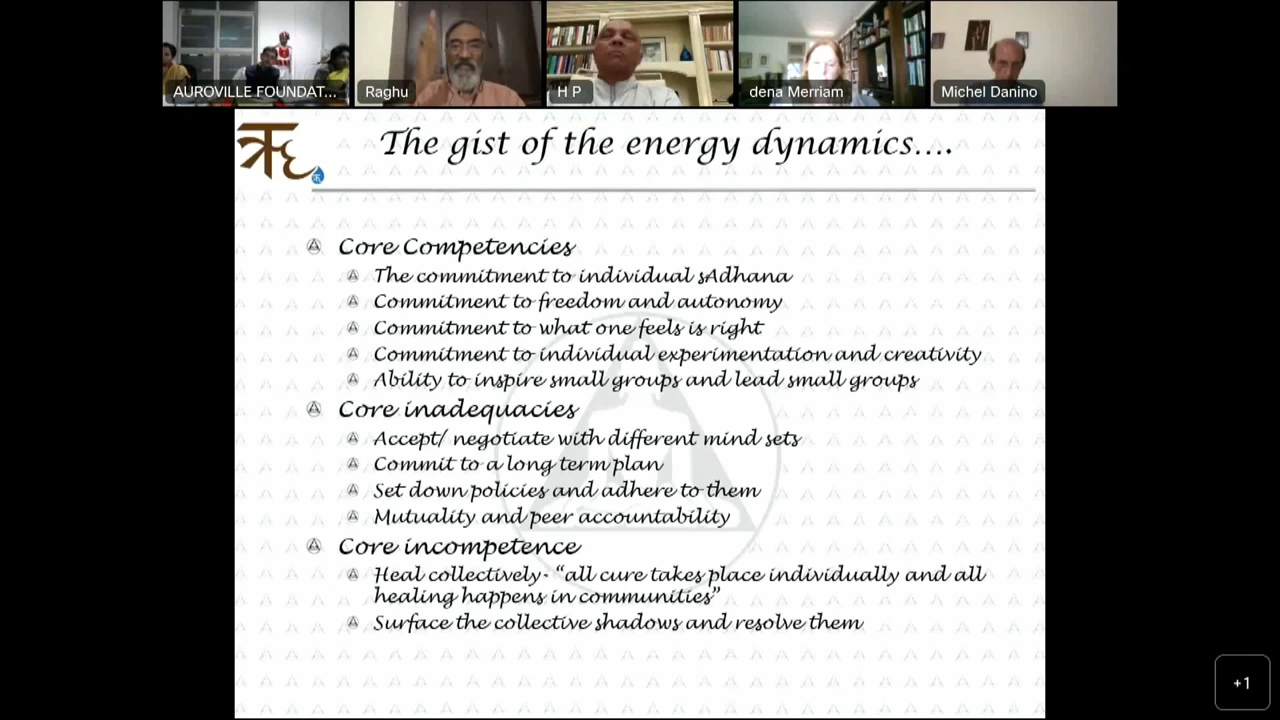 AUROVILLE FOUNDAT...
Raghu
H P
dena Merriam
Michel Danino
The gist of the energy dynamics....
Core Competencies
The commitment to individual sAdhana
Commitment to freedom and autonomy
Commitment to what one feels is right
Commitment to individual experimentation and creativity
Ability to inspire small groups and lead small groups
Core inadequacies
Accept/ negotiate with different mind sets
Commit to a long term plan
Set down policies and adhere to them
Mutuality and peer accountability
Core incompetence
Heal collectively- “all cure takes place individually and all
healing happens in communities”
Surface the collective shadows and resolve them
+1